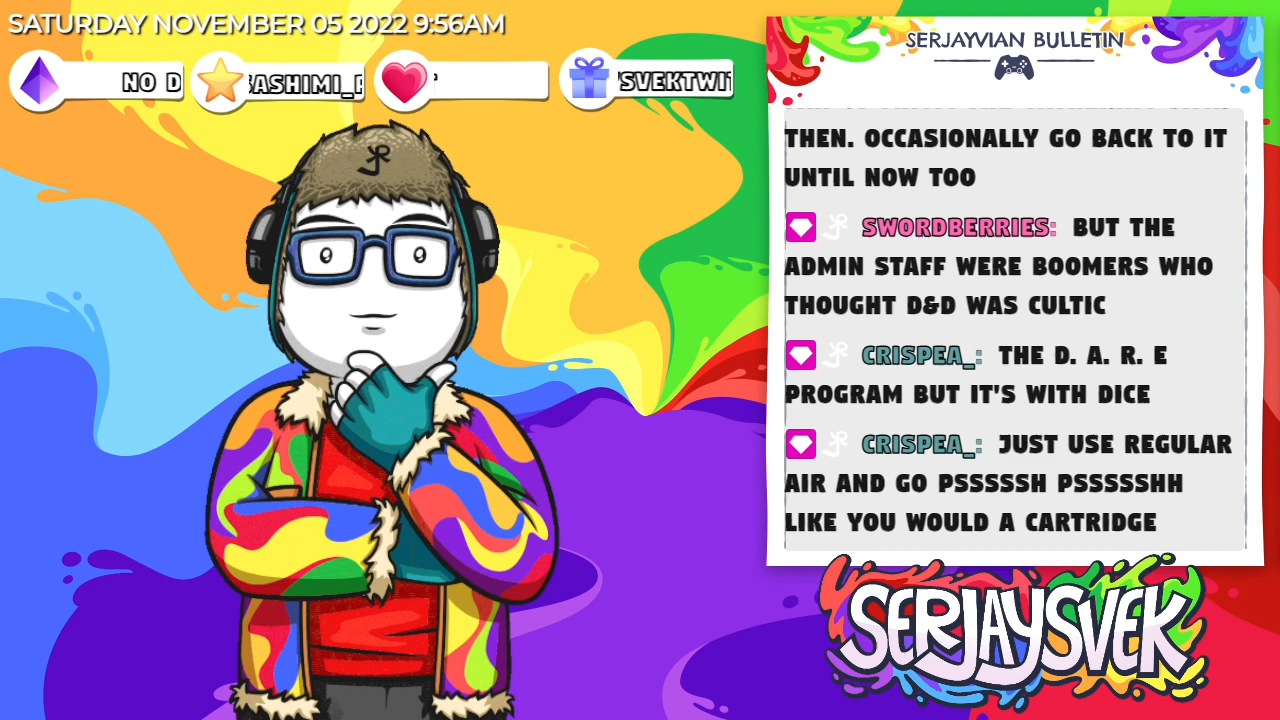 SATURDAY NOVEMBER 05 2022 9:56AM
NO D
SASHIMI_
SVEKTWI
SERJAYVIAN BULLETIN
THEN. OCCASIONALLY GO BACK TO IT
UNTIL NOW TOO
SWORDBERRIES: BUT THE
ADMIN STAFF WERE BOOMERS WHO
THOUGHT D&D WAS CULTIC
CRISPEA_: THE D. A. R. E
PROGRAM BUT IT'S WITH DICE
CRISPEA_: JUST USE REGULAR
AIR AND GO PSSSSSH PSSSSSHH
LIKE YOU WOULD A CARTRIDGE
SERJAYSVEK